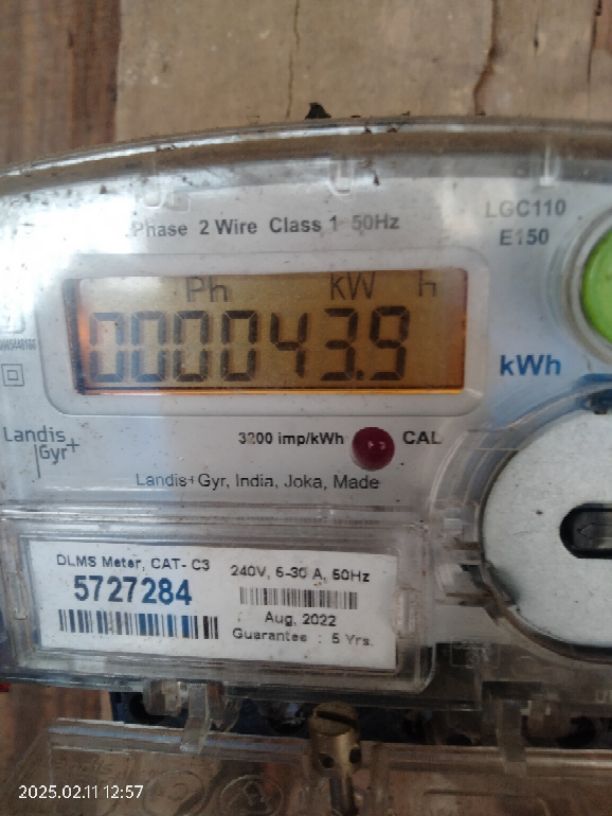 Phase 2 Wire Class 1 50Hz
LGC110
E150
Ph kW h
000043.9
kWh
Landis
Gyr+
3200 imp/kWh CAL
Landis+Gyr, India, Joka, Made
DLMS Meter, CAT- C3
5727284
240V, 5-30 A, 50Hz
Aug, 2022
Guarantee : 5 Yrs.
2025.02.11 12:57